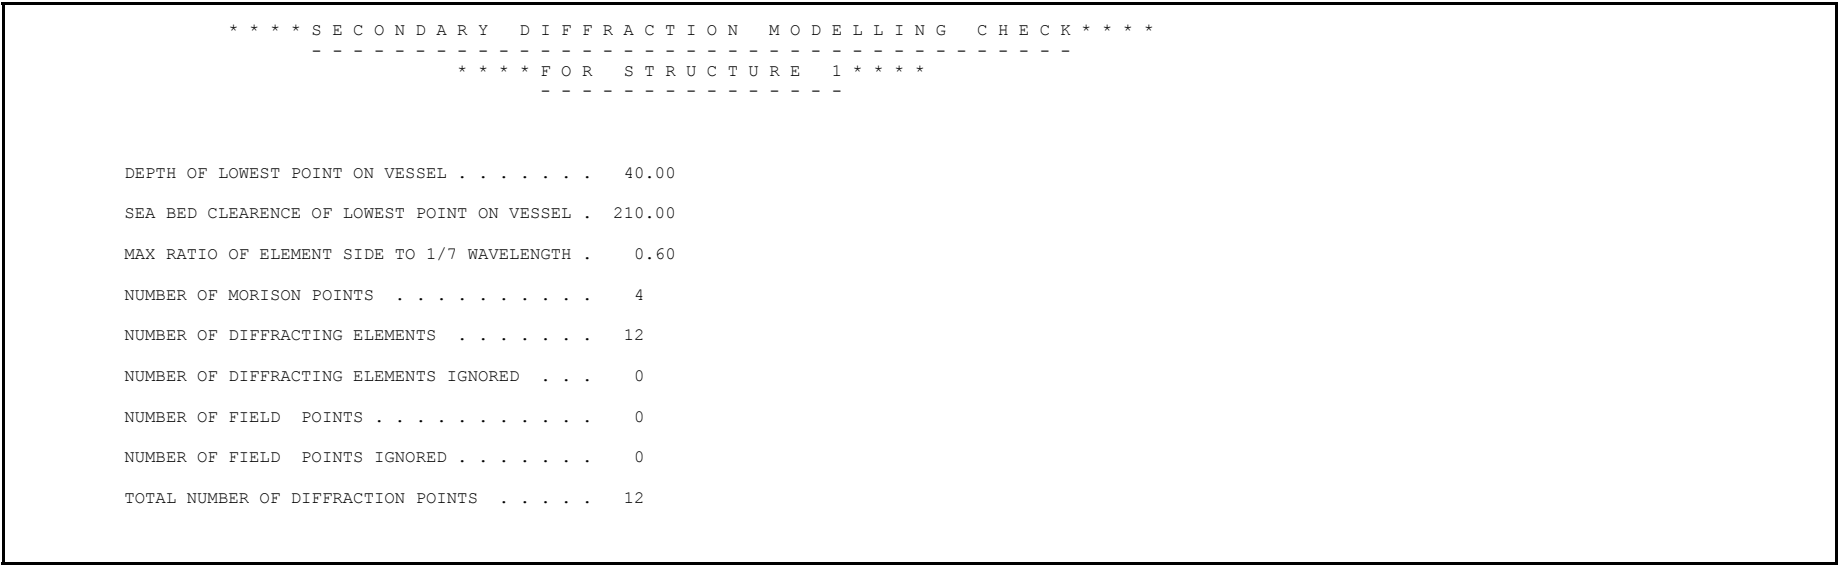 * * * * S E C O N D A R Y   D I F F R A C T I O N   M O D E L L I N G   C H E C K * * * *
- - - - - - - - - - - - - - - - - - - - - - - - - - - - - - - - - - - - -
* * * * F O R   S T R U C T U R E   1 * * * *
- - - - - - - - - - - - - - -
DEPTH OF LOWEST POINT ON VESSEL . . . . . . .   40.00
SEA BED CLEARENCE OF LOWEST POINT ON VESSEL .  210.00
MAX RATIO OF ELEMENT SIDE TO 1/7 WAVELENGTH .    0.60
NUMBER OF MORISON POINTS  . . . . . . . . . .    4
NUMBER OF DIFFRACTING ELEMENTS  . . . . . . .   12
NUMBER OF DIFFRACTING ELEMENTS IGNORED  . . .    0
NUMBER OF FIELD  POINTS . . . . . . . . . . .    0
NUMBER OF FIELD  POINTS IGNORED . . . . . . .    0
TOTAL NUMBER OF DIFFRACTION POINTS  . . . . .   12